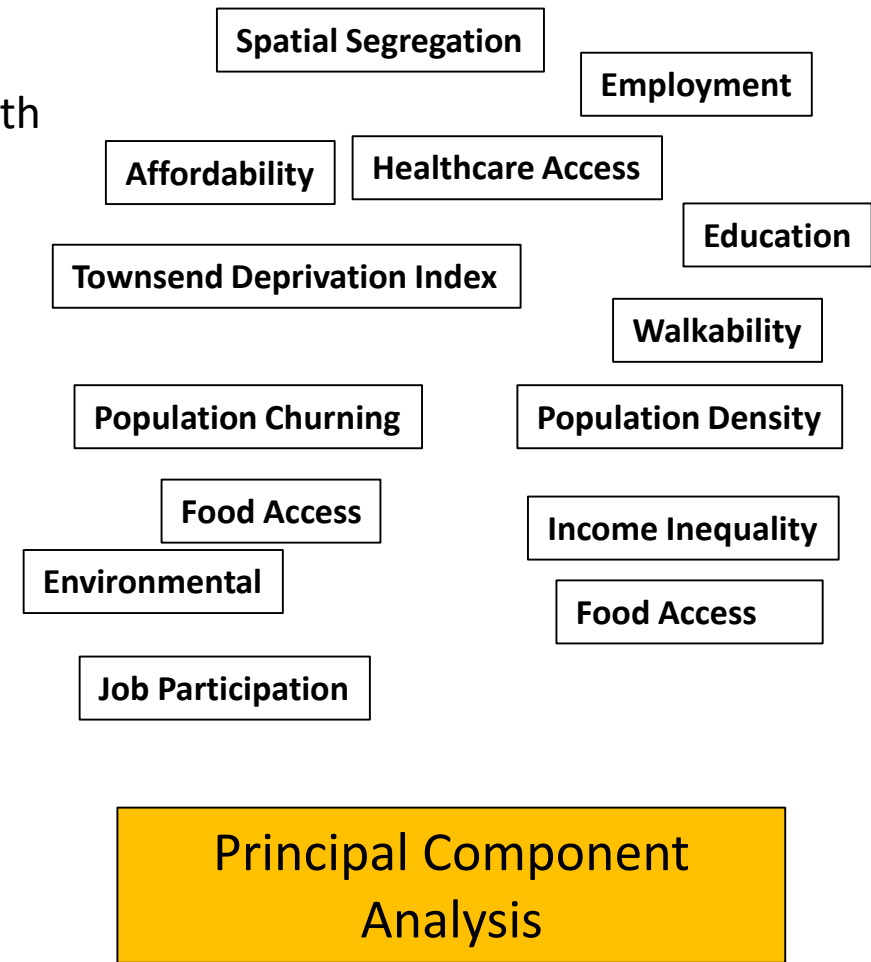 Spatial Segregation
Employment
th
Affordability
Healthcare Access
Education
Townsend Deprivation Index
Walkability
Population Churning
Population Density
Food Access
Income Inequality
Environmental
Food Access
Job Participation
Principal Component
Analysis